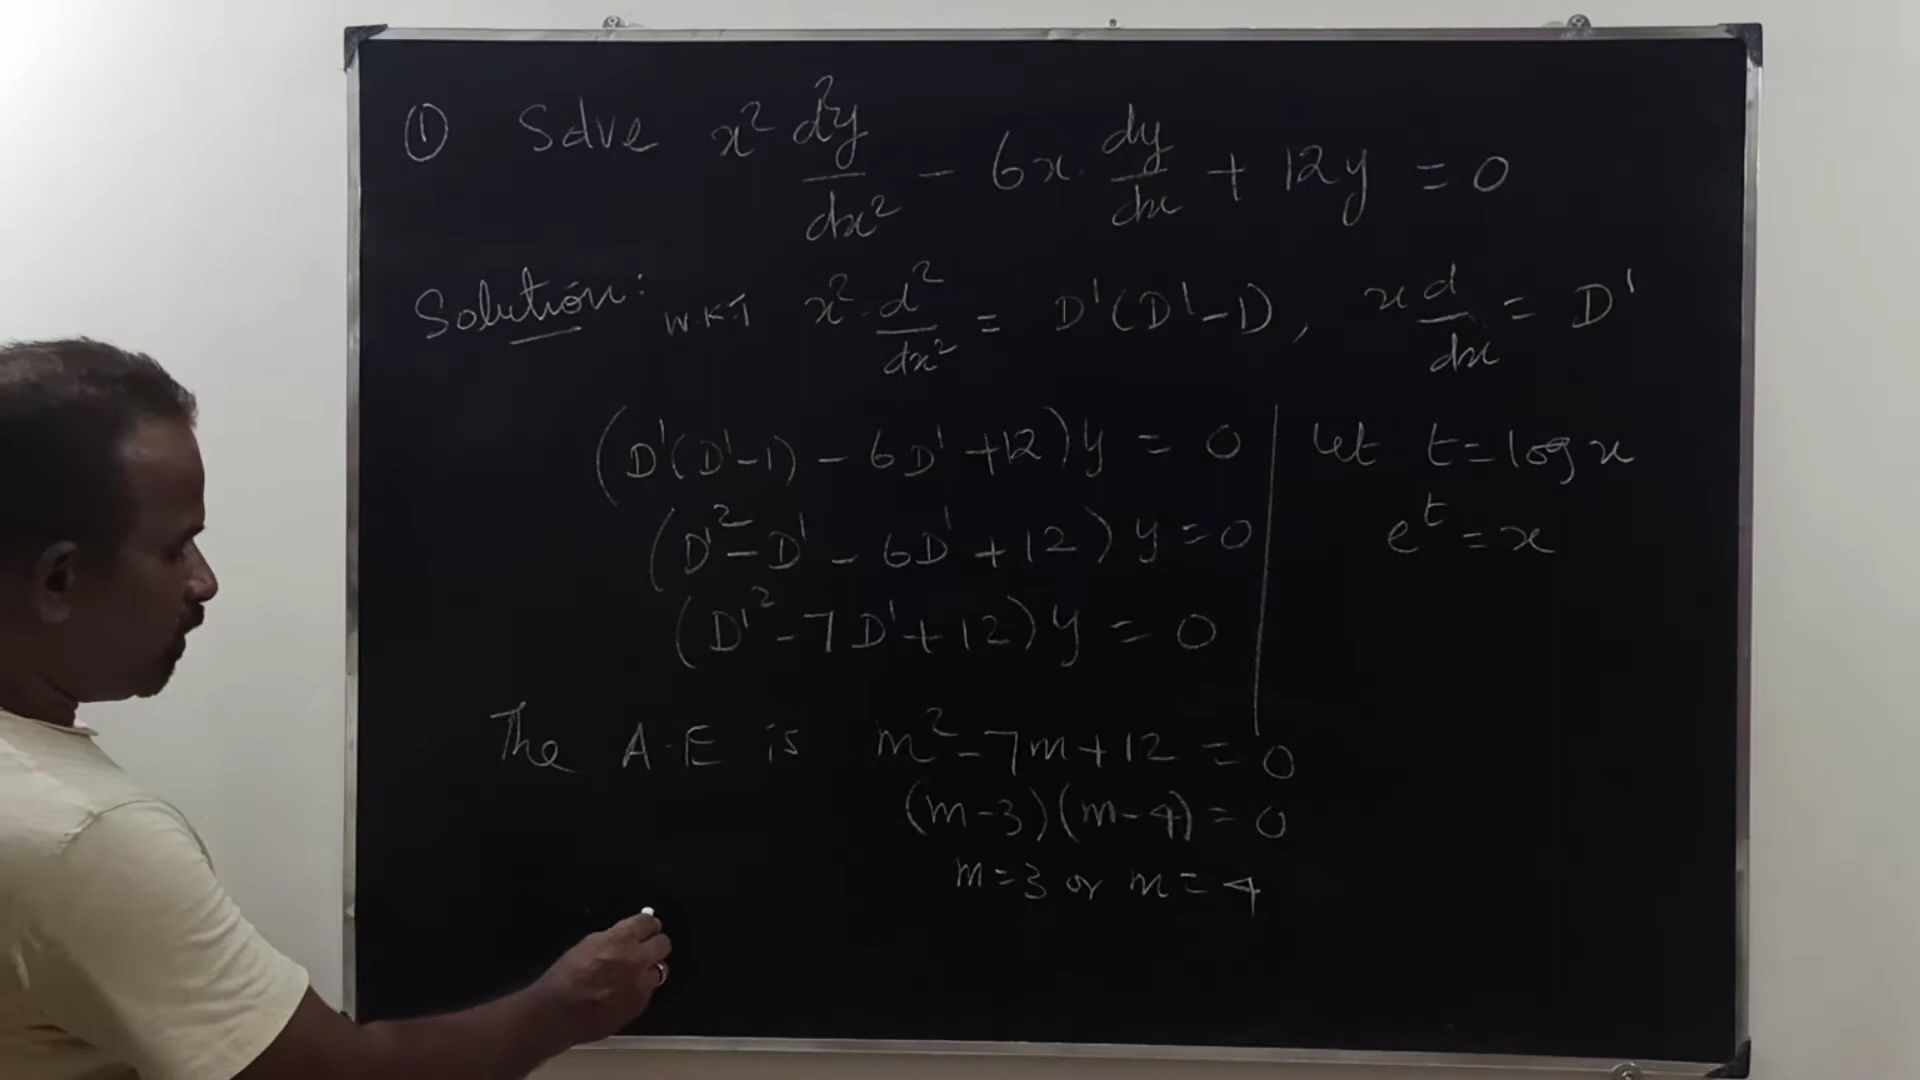 ① Solve x² d²y/dx² - 6x. dy/dx + 12y = 0
Solution: W.K.T x². d²/dx² = D'(D'-1), x d/dx = D'
(D'(D'-1) - 6D' +12)y = 0
let t=log x
(D'² - D' - 6D' + 12) y = 0
e^t = x
(D'² - 7D' + 12) y = 0
The A.E is m² - 7m + 12 = 0
(m-3)(m-4) = 0
m=3 or m=4